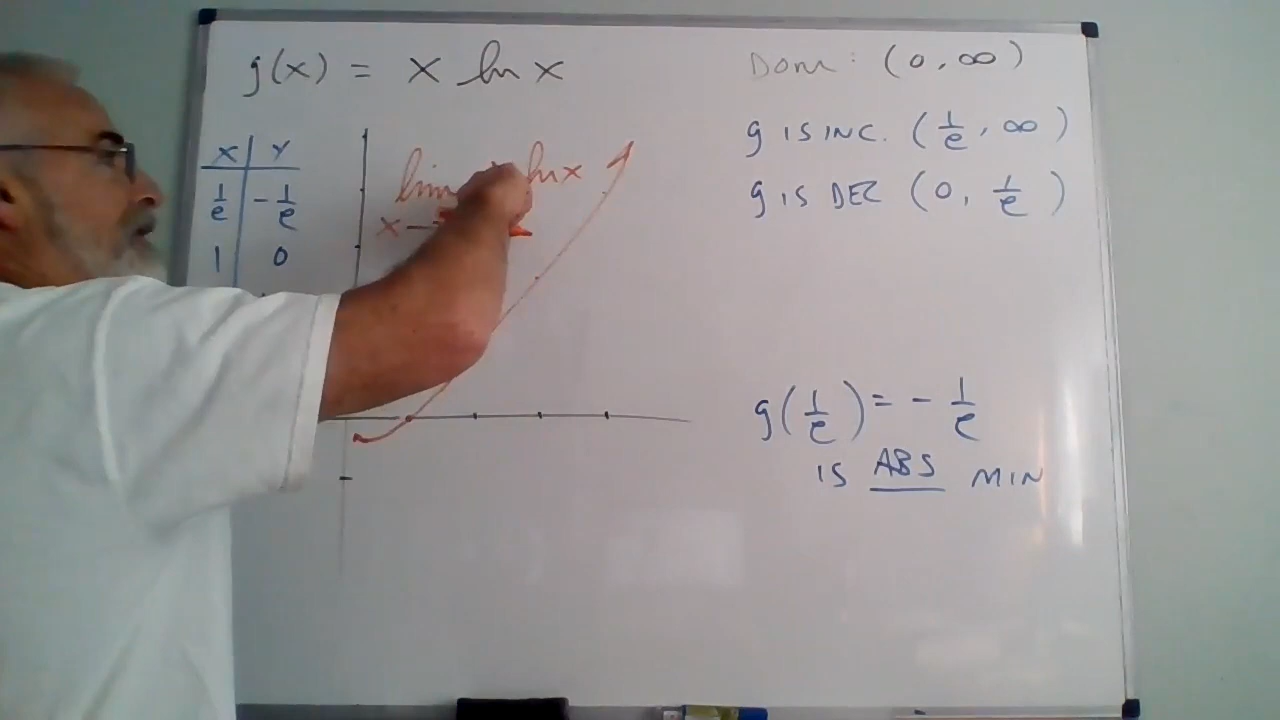 g(x) = x ln x
Dom: (0, ∞)
g IS INC. (1/e, ∞)
g IS DEC (0, 1/e)
x | y
1/e | -1/e
1 | 0
lim ln x
x →
g(1/e) = - 1/e
IS ABS MIN